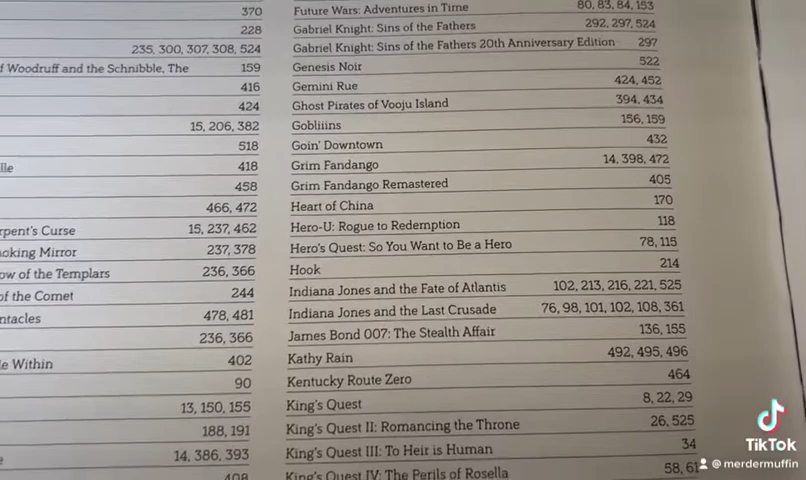 370
228
235, 300, 307, 308, 524
f Woodruff and the Schnibble, The 159
416
424
15, 206, 382
518
lle 418
458
466, 472
rpent's Curse 15, 237, 462
oking Mirror 237, 378
ow of the Templars 236, 366
of the Comet 244
ntacles 478, 481
236, 366
le Within 402
90
13, 150, 155
188, 191
e 14, 386, 393
408
Future Wars: Adventures in Time 80, 83, 84, 153
Gabriel Knight: Sins of the Fathers 292, 297, 524
Gabriel Knight: Sins of the Fathers 20th Anniversary Edition 297
Genesis Noir 522
Gemini Rue 424, 452
Ghost Pirates of Vooju Island 394, 434
Gobliiins 156, 159
Goin' Downtown 432
Grim Fandango 14, 398, 472
Grim Fandango Remastered 405
Heart of China 170
Hero-U: Rogue to Redemption 118
Hero's Quest: So You Want to Be a Hero 78, 115
Hook 214
Indiana Jones and the Fate of Atlantis 102, 213, 216, 221, 525
Indiana Jones and the Last Crusade 76, 98, 101, 102, 108, 361
James Bond 007: The Stealth Affair 136, 155
Kathy Rain 492, 495, 496
Kentucky Route Zero 464
King's Quest 8, 22, 29
King's Quest II: Romancing the Throne 26, 525
King's Quest III: To Heir is Human 34
King's Quest IV: The Perils of Rosella 58, 61
TikTok
@ merdermuffin